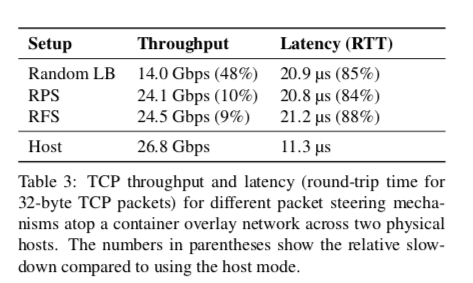 Setup Throughput Latency (RTT)
Random LB 14.0 Gbps (48%) 20.9 μs (85%)
RPS 24.1 Gbps (10%) 20.8 μs (84%)
RFS 24.5 Gbps (9%) 21.2 μs (88%)
Host 26.8 Gbps 11.3 μs
Table 3: TCP throughput and latency (round-trip time for
32-byte TCP packets) for different packet steering mecha-
nisms atop a container overlay network across two physical
hosts. The numbers in parentheses show the relative slow-
down compared to using the host mode.